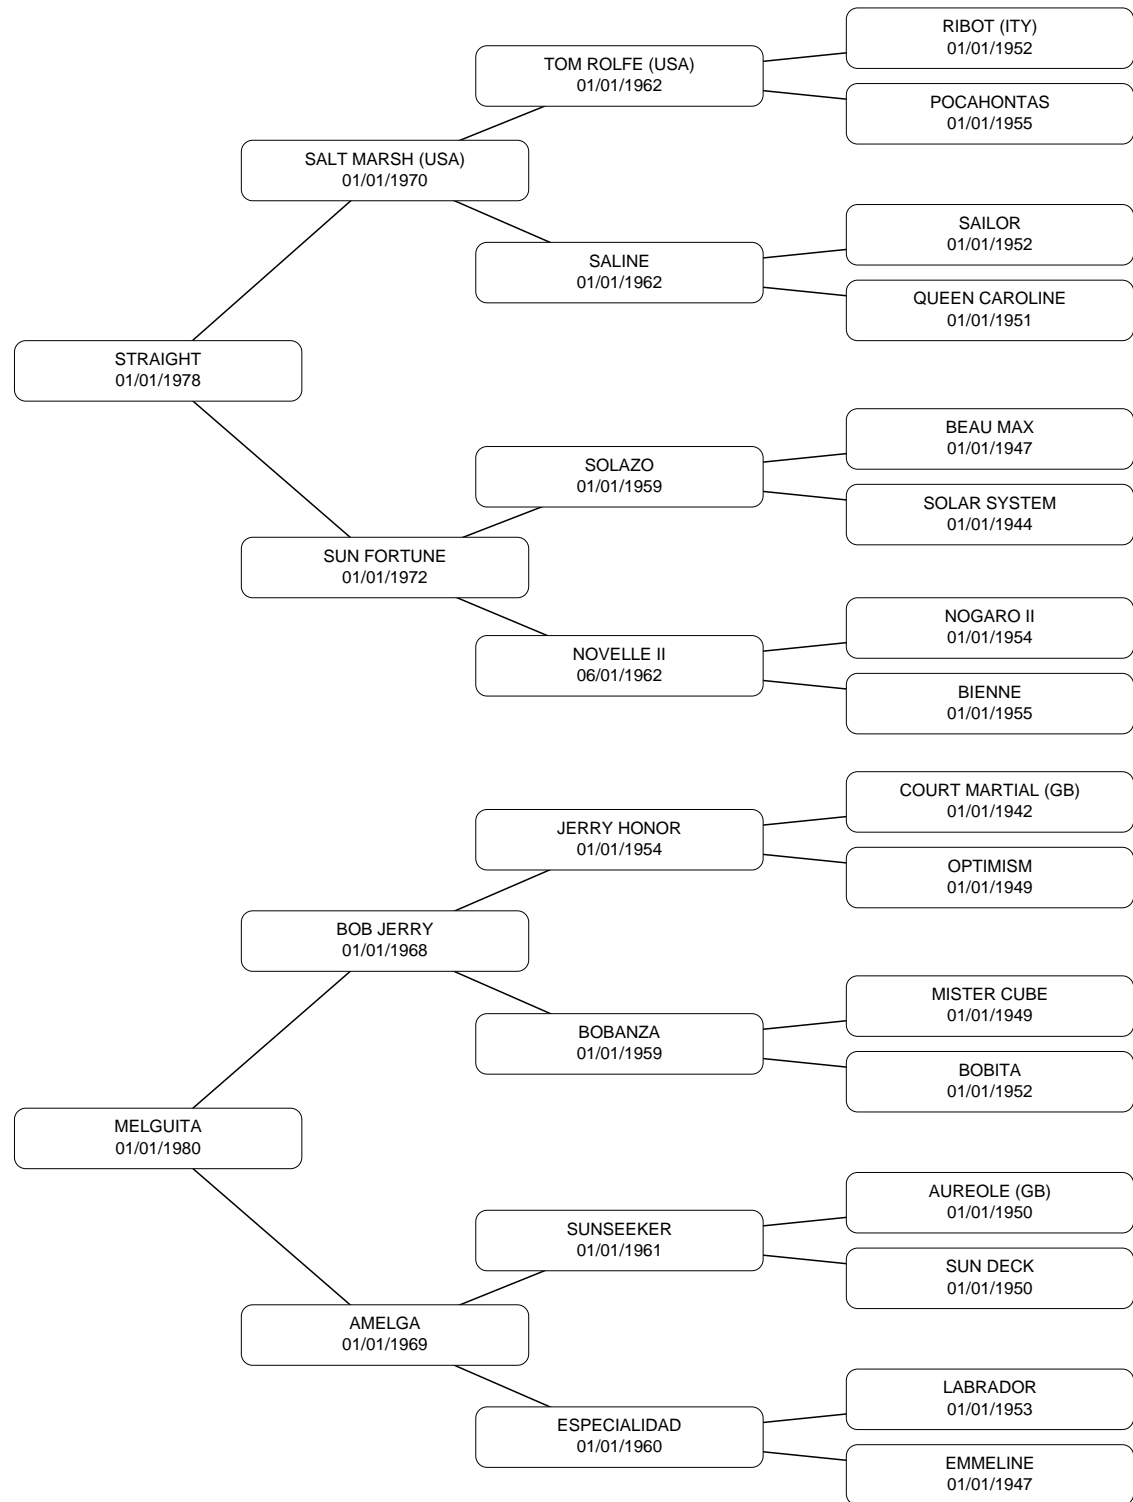 RIBOT (ITY)
01/01/1952
TOM ROLFE (USA)
01/01/1962
POCAHONTAS
01/01/1955
SALT MARSH (USA)
01/01/1970
SAILOR
01/01/1952
SALINE
01/01/1962
QUEEN CAROLINE
01/01/1951
STRAIGHT
01/01/1978
BEAU MAX
01/01/1947
SOLAZO
01/01/1959
SOLAR SYSTEM
01/01/1944
SUN FORTUNE
01/01/1972
NOGARO II
01/01/1954
NOVELLE II
06/01/1962
BIENNE
01/01/1955
COURT MARTIAL (GB)
01/01/1942
JERRY HONOR
01/01/1954
OPTIMISM
01/01/1949
BOB JERRY
01/01/1968
MISTER CUBE
01/01/1949
BOBANZA
01/01/1959
BOBITA
01/01/1952
MELGUITA
01/01/1980
AUREOLE (GB)
01/01/1950
SUNSEEKER
01/01/1961
SUN DECK
01/01/1950
AMELGA
01/01/1969
LABRADOR
01/01/1953
ESPECIALIDAD
01/01/1960
EMMELINE
01/01/1947